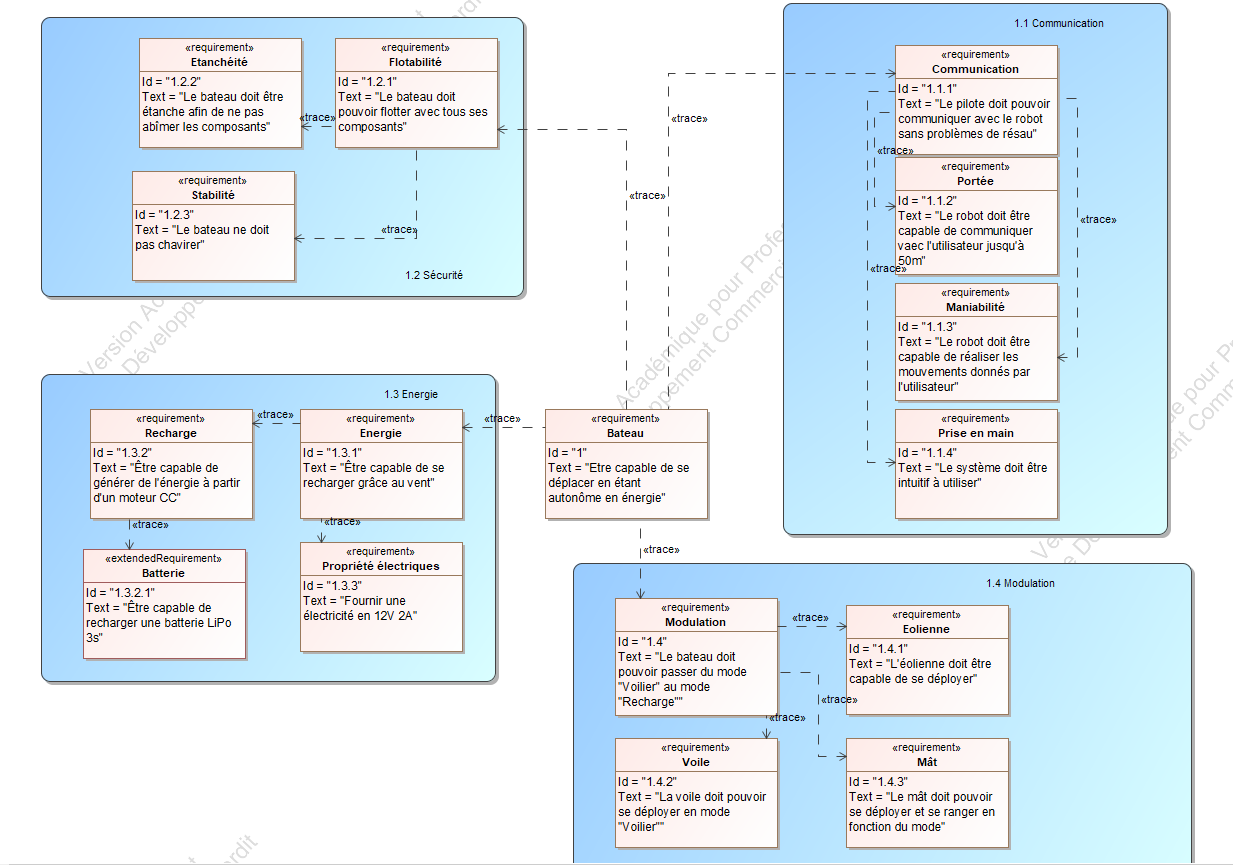 «requirement»
Etanchéité
Id = "1.2.2"
Text = "Le bateau doit être
étanche afin de ne pas
abîmer les composants"
«trace»
«requirement»
Flotabilité
Id = "1.2.1"
Text = "Le bateau doit
pouvoir flotter avec tous ses
composants"
«requirement»
Stabilité
Id = "1.2.3"
Text = "Le bateau ne doit
pas chavirer"
«trace»
1.2 Sécurité
«trace»
«trace»
1.1 Communication
«requirement»
Communication
Id = "1.1.1"
Text = "Le pilote doit pouvoir
communiquer avec le robot
sans problèmes de résau"
«trace»
«requirement»
Portée
Id = "1.1.2"
Text = "Le robot doit être
capable de communiquer
vaec l'utilisateur jusqu'à
50m"
«trace»
«trace»
«requirement»
Maniabilité
Id = "1.1.3"
Text = "Le robot doit être
capable de réaliser les
mouvements donnés par
l'utilisateur"
«requirement»
Prise en main
Id = "1.1.4"
Text = "Le système doit être
intuitif à utiliser"
1.3 Energie
«requirement»
Recharge
Id = "1.3.2"
Text = "Être capable de
générer de l'énergie à partir
d'un moteur CC"
«trace»
«requirement»
Energie
Id = "1.3.1"
Text = "Être capable de se
recharger grâce au vent"
«trace»
«requirement»
Bateau
Id = "1"
Text = "Etre capable de se
déplacer en étant
autonôme en énergie"
«trace»
«trace»
«extendedRequirement»
Batterie
Id = "1.3.2.1"
Text = "Être capable de
recharger une batterie LiPo
3s"
«requirement»
Propriété électriques
Id = "1.3.3"
Text = "Fournir une
électricité en 12V 2A"
«trace»
1.4 Modulation
«requirement»
Modulation
Id = "1.4"
Text = "Le bateau doit
pouvoir passer du mode
"Voilier" au mode
"Recharge""
«trace»
«requirement»
Eolienne
Id = "1.4.1"
Text = "L'éolienne doit être
capable de se déployer"
«trace»
«trace»
«requirement»
Voile
Id = "1.4.2"
Text = "La voile doit pouvoir
se déployer en mode
"Voilier""
«requirement»
Mât
Id = "1.4.3"
Text = "Le mât doit pouvoir
se déployer et se ranger en
fonction du mode"
Version
Académique pour